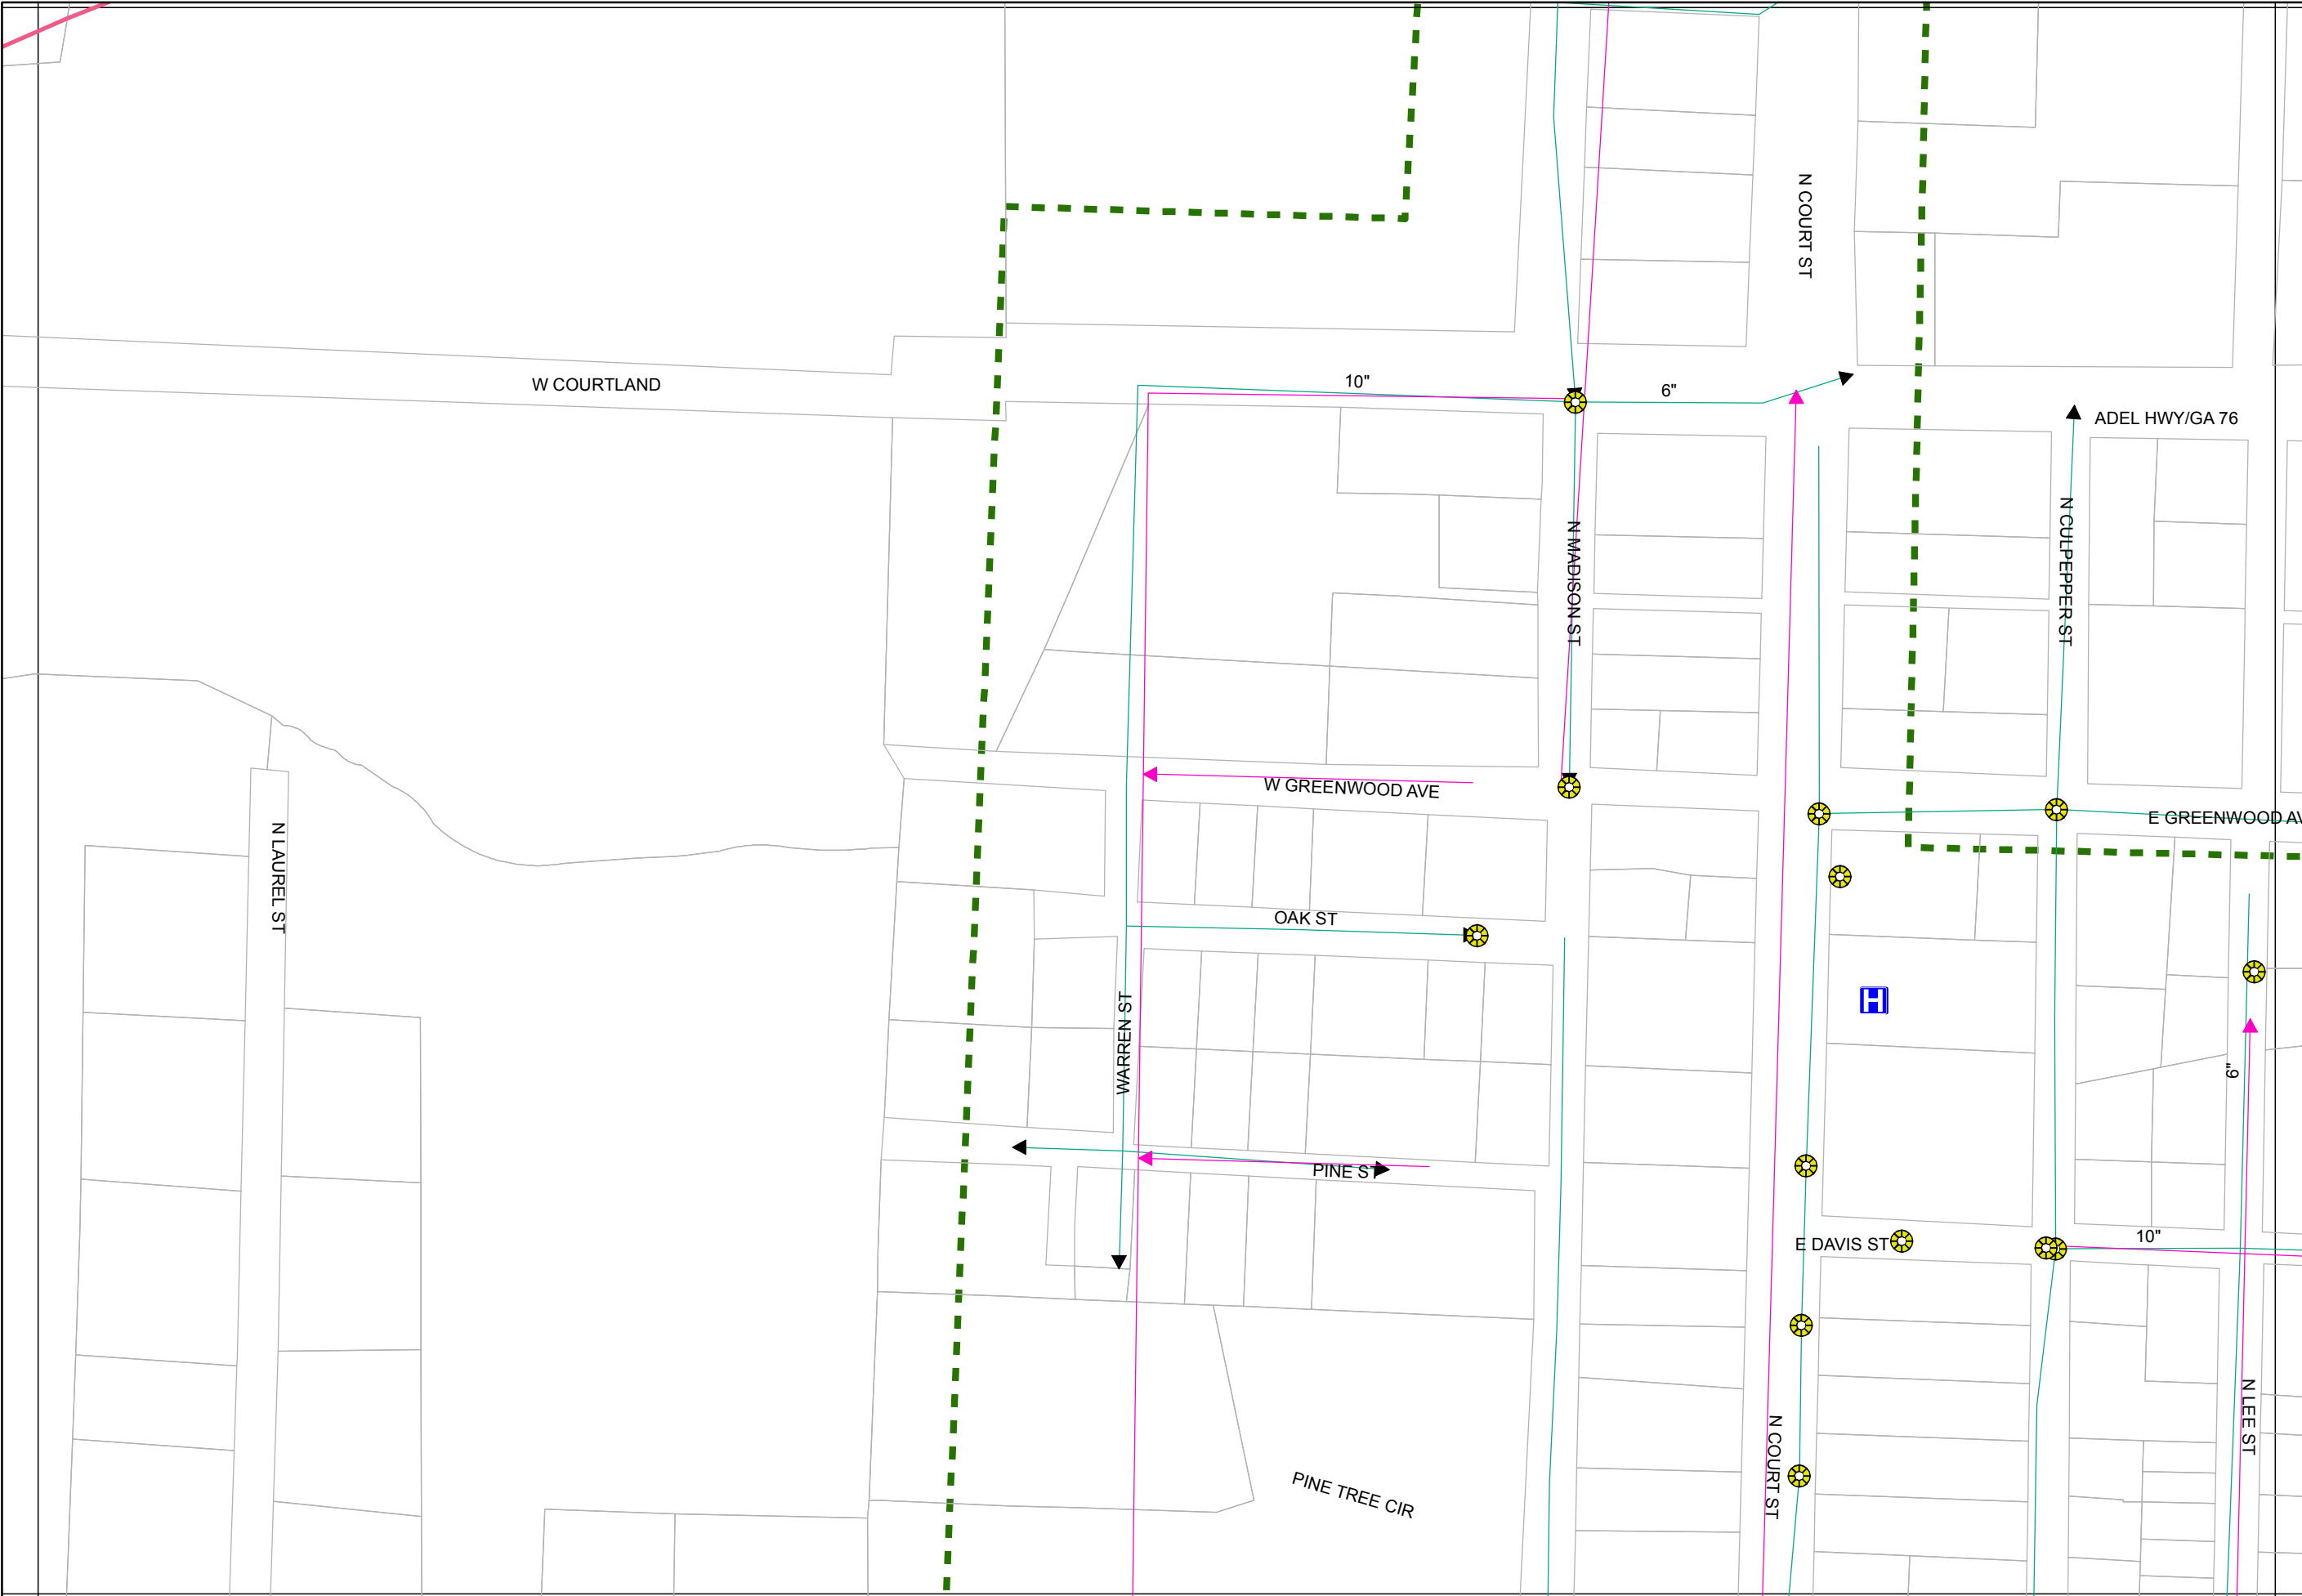 N COURT ST
W COURTLAND
10"
6"
ADEL HWY/GA 76
N MADISON ST
N CULPEPPER ST
W GREENWOOD AVE
E GREENWOOD AV
N LAUREL ST
OAK ST
H
WARREN ST
6"
PINE ST
E DAVIS ST
10"
N LEE ST
N COURT ST
PINE TREE CIR